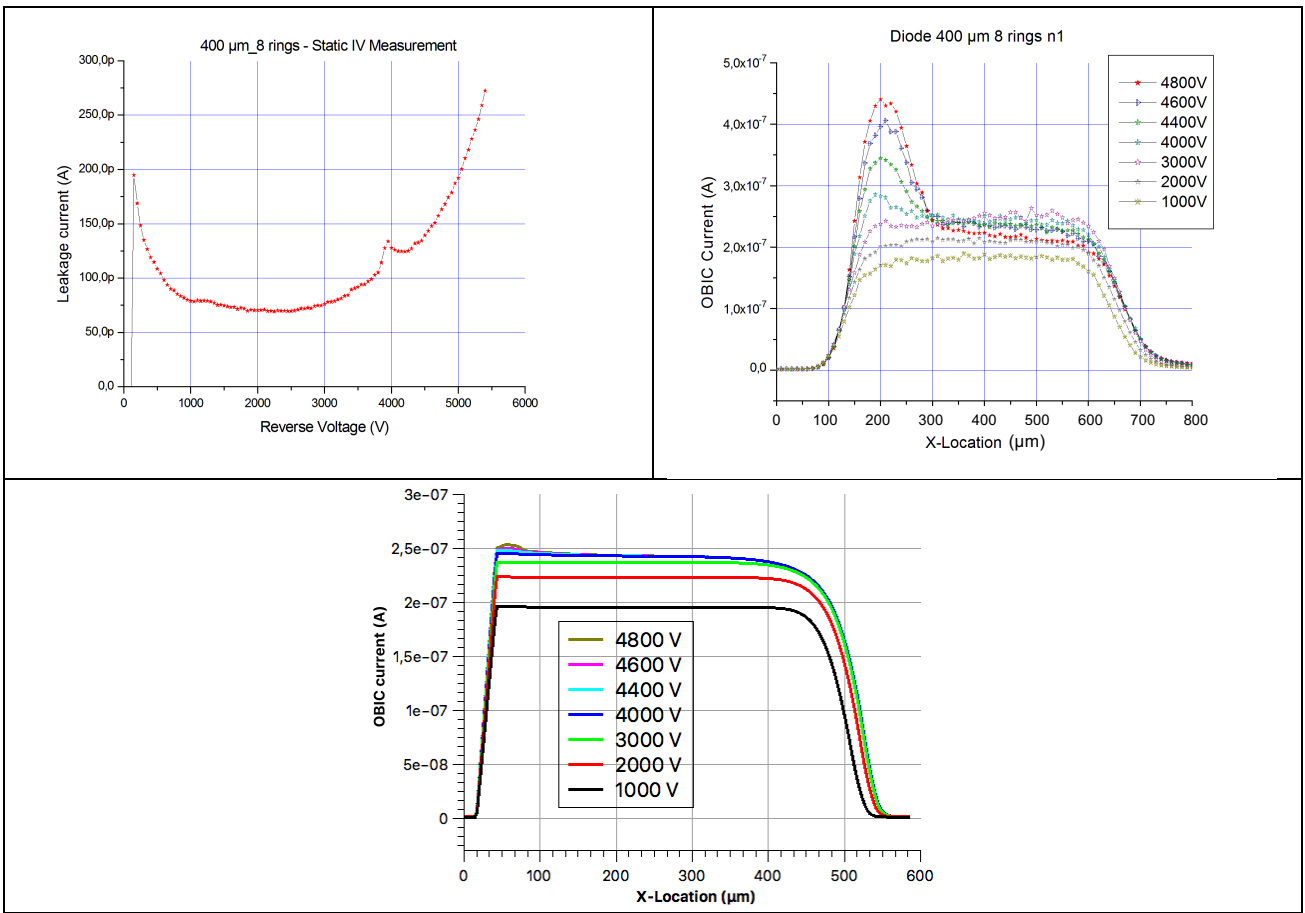 400 µm_8 rings - Static IV Measurement
300,0p
250,0p
200,0p
150,0p
100,0p
50,0p
0,0
Leakage current (A)
0 1000 2000 3000 4000 5000 6000
Reverse Voltage (V)
Diode 400 µm 8 rings n1
5,0x10⁻⁷
4,0x10⁻⁷
3,0x10⁻⁷
2,0x10⁻⁷
1,0x10⁻⁷
0,0
OBIC Current (A)
4800V
4600V
4400V
4000V
3000V
2000V
1000V
0 100 200 300 400 500 600 700 800
X-Location (µm)
3e−07
2,5e−07
2e−07
1,5e−07
1e−07
5e−08
0
OBIC current (A)
4800 V
4600 V
4400 V
4000 V
3000 V
2000 V
1000 V
0 100 200 300 400 500 600
X-Location (µm)